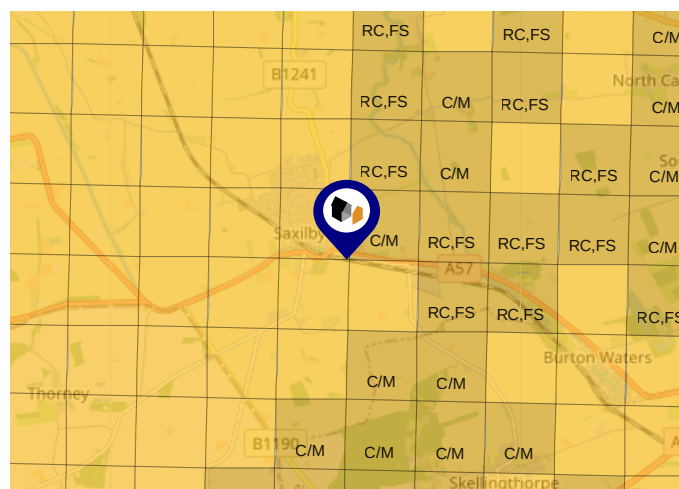 RC,FS RC,FS C/M
B1241
North Ca
RC,FS C/M RC,FS C/M
So
RC,FS C/M RC,FS C/M
Saxilby C/M RC,FS RC,FS RC,FS C/M
A57
RC,FS RC,FS RC,FS
Burton Waters
Thorney C/M C/M
B1190 C/M C/M C/M C/M A
Skellingthorpe